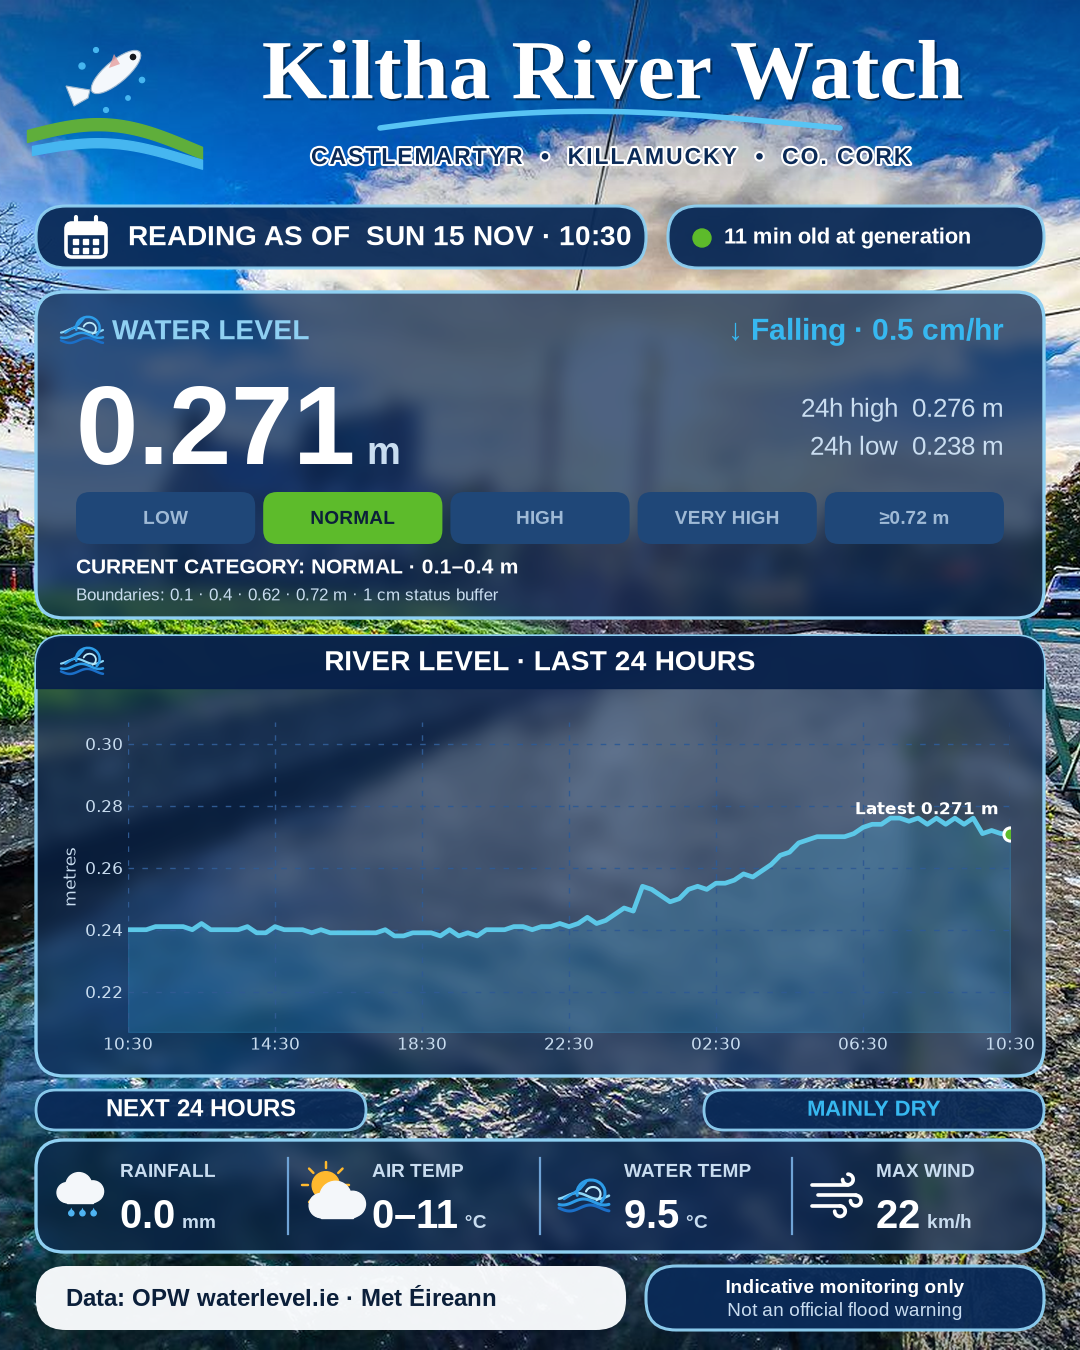 Kiltha River Watch
CASTLEMARTYR • KILLAMUCKY • CO. CORK
READING AS OF SUN 15 NOV · 10:30
11 min old at generation
WATER LEVEL
↓ Falling · 0.5 cm/hr
0.271 m
24h high 0.276 m
24h low 0.238 m
LOW
NORMAL
HIGH
VERY HIGH
≥0.72 m
CURRENT CATEGORY: NORMAL · 0.1–0.4 m
Boundaries: 0.1 · 0.4 · 0.62 · 0.72 m · 1 cm status buffer
RIVER LEVEL · LAST 24 HOURS
0.30
0.28
0.26
0.24
0.22
metres
Latest 0.271 m
10:30 14:30 18:30 22:30 02:30 06:30 10:30
NEXT 24 HOURS
MAINLY DRY
RAINFALL
0.0 mm
AIR TEMP
0–11 °C
WATER TEMP
9.5 °C
MAX WIND
22 km/h
Data: OPW waterlevel.ie · Met Éireann
Indicative monitoring only
Not an official flood warning